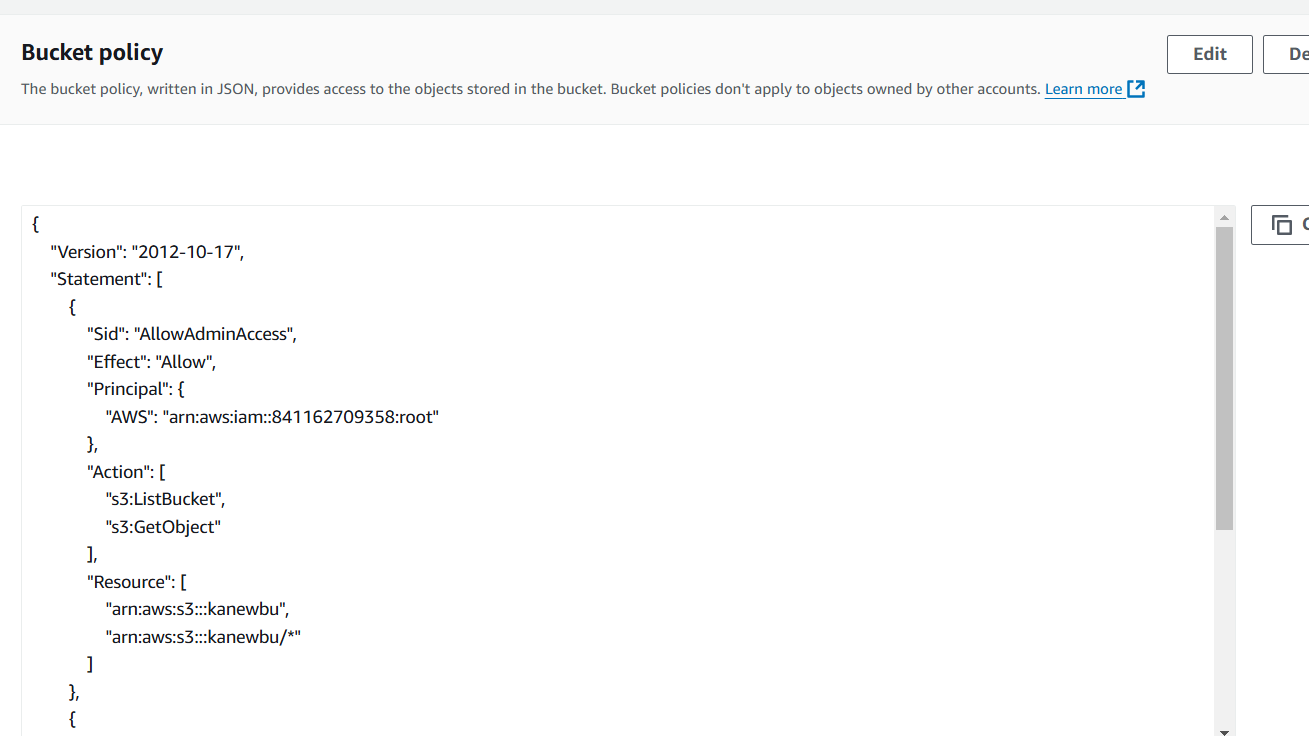 Bucket policy
Edit
The bucket policy, written in JSON, provides access to the objects stored in the bucket. Bucket policies don't apply to objects owned by other accounts. Learn more
{
"Version": "2012-10-17",
"Statement": [
{
"Sid": "AllowAdminAccess",
"Effect": "Allow",
"Principal": {
"AWS": "arn:aws:iam::841162709358:root"
},
"Action": [
"s3:ListBucket",
"s3:GetObject"
],
"Resource": [
"arn:aws:s3:::kanewbu",
"arn:aws:s3:::kanewbu/*"
]
},
{